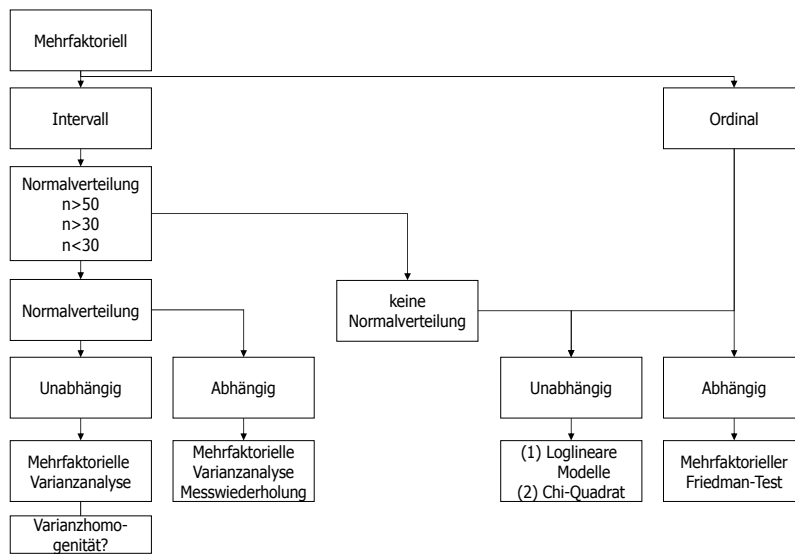 Mehrfaktoriell
Intervall
Ordinal
Normalverteilung
n>50
n>30
n<30
Normalverteilung
keine
Normalverteilung
Unabhängig
Abhängig
Unabhängig
Abhängig
Mehrfaktorielle
Varianzanalyse
Mehrfaktorielle
Varianzanalyse
Messwiederholung
(1) Loglineare
Modelle
(2) Chi-Quadrat
Mehrfaktorieller
Friedman-Test
Varianzhomo-
genität?